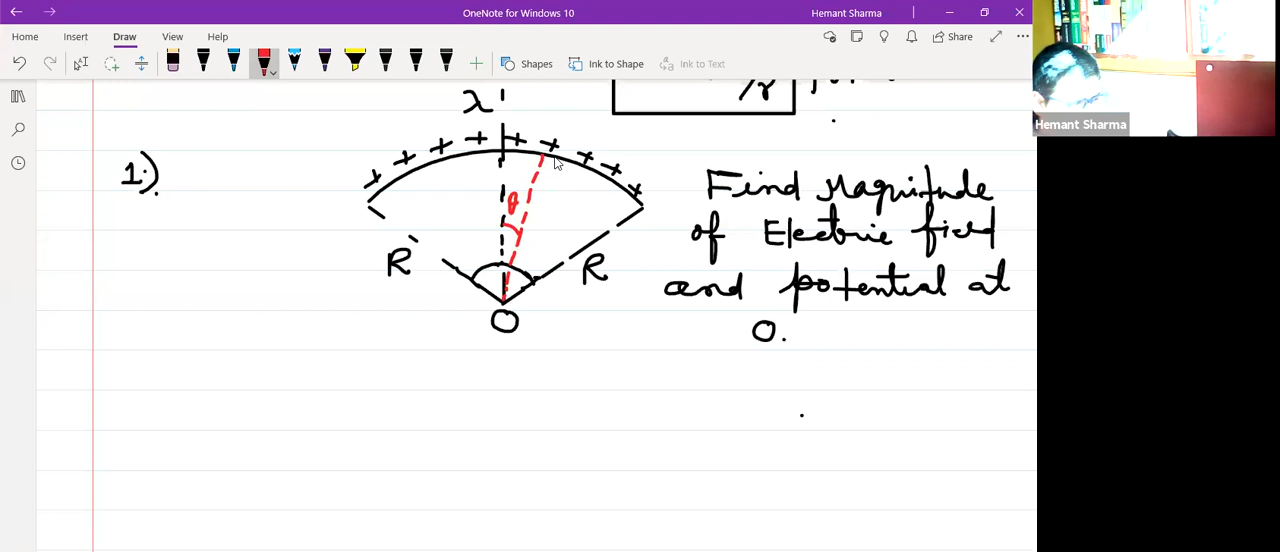 OneNote for Windows 10
Hemant Sharma
Home
Insert
Draw
View
Help
Shapes
Ink to Shape
Ink to Text
Share
Hemant Sharma
λ
1.)
+ + + + + + + +
θ
R
R
O
Find Magnitude
of Electric field
and potential at
O.